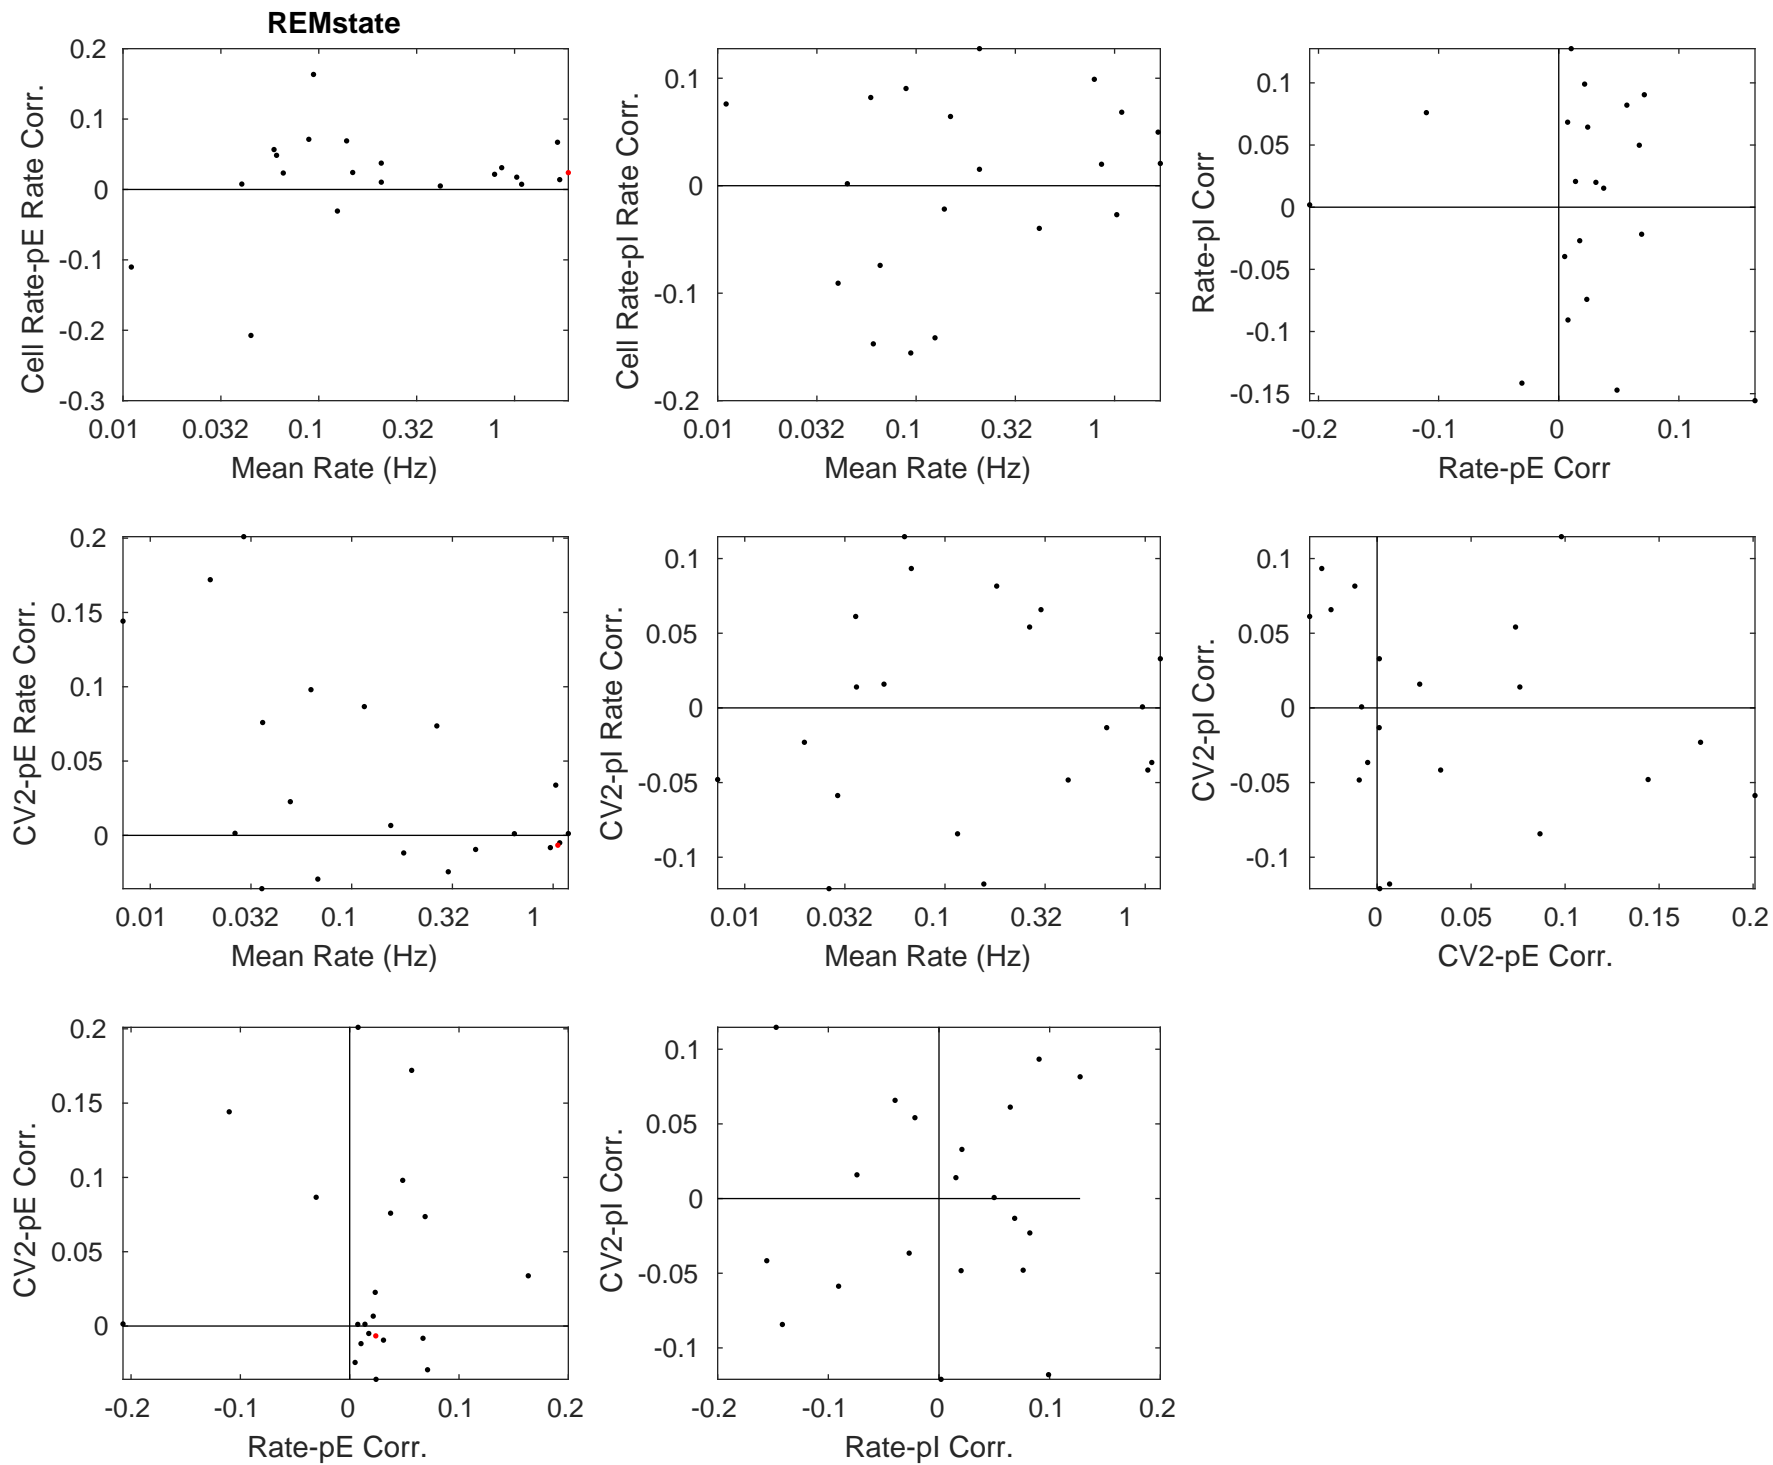 REMstate
0.2
0.1
0
-0.1
-0.2
-0.3
Cell Rate-pE Rate Corr.
0.01 0.032 0.1 0.32 1
Mean Rate (Hz)
0.1
0
-0.1
-0.2
Cell Rate-pI Rate Corr.
0.01 0.032 0.1 0.32 1
Mean Rate (Hz)
0.1
0.05
0
-0.05
-0.1
-0.15
Rate-pI Corr
-0.2 -0.1 0 0.1
Rate-pE Corr
0.2
0.15
0.1
0.05
0
CV2-pE Rate Corr.
0.01 0.032 0.1 0.32 1
Mean Rate (Hz)
0.1
0.05
0
-0.05
-0.1
CV2-pI Rate Corr.
0.01 0.032 0.1 0.32 1
Mean Rate (Hz)
0.1
0.05
0
-0.05
-0.1
CV2-pI Corr.
0 0.05 0.1 0.15 0.2
CV2-pE Corr.
0.2
0.15
0.1
0.05
0
CV2-pE Corr.
-0.2 -0.1 0 0.1 0.2
Rate-pE Corr.
0.1
0.05
0
-0.05
-0.1
CV2-pI Corr.
-0.2 -0.1 0 0.1 0.2
Rate-pI Corr.